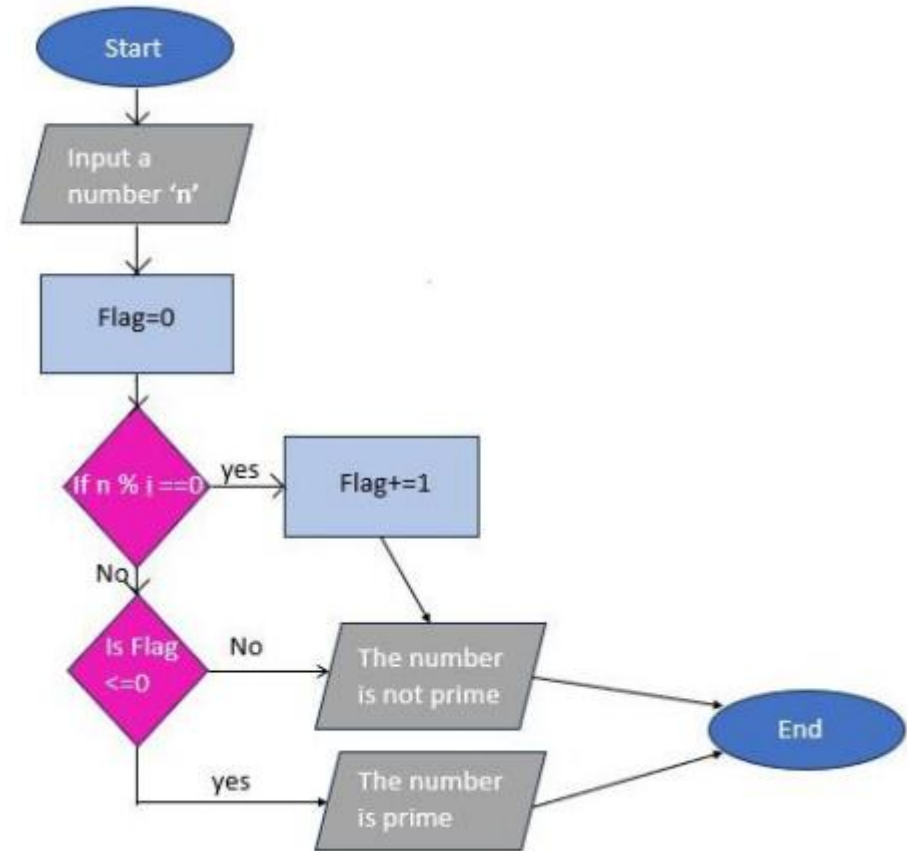 Start
Input a
number ‘n’
Flag=0
If n % i ==0
yes
Flag+=1
No
Is Flag
<=0
No
The number
is not prime
End
yes
The number
is prime